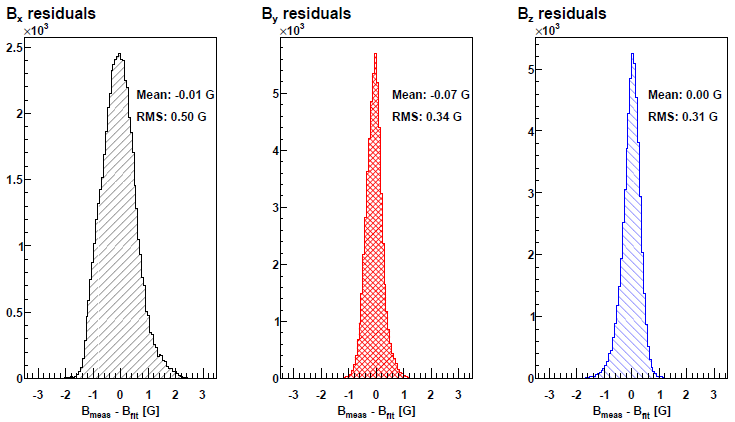 Bx residuals
×10³
2.5
2
1.5
1
0.5
0
Mean: -0.01 G
RMS: 0.50 G
-3 -2 -1 0 1 2 3
Bmeas - Bfit [G]
By residuals
×10³
5
4
3
2
1
0
Mean: -0.07 G
RMS: 0.34 G
-3 -2 -1 0 1 2 3
Bmeas - Bfit [G]
Bz residuals
×10³
5
4
3
2
1
0
Mean: 0.00 G
RMS: 0.31 G
-3 -2 -1 0 1 2 3
Bmeas - Bfit [G]